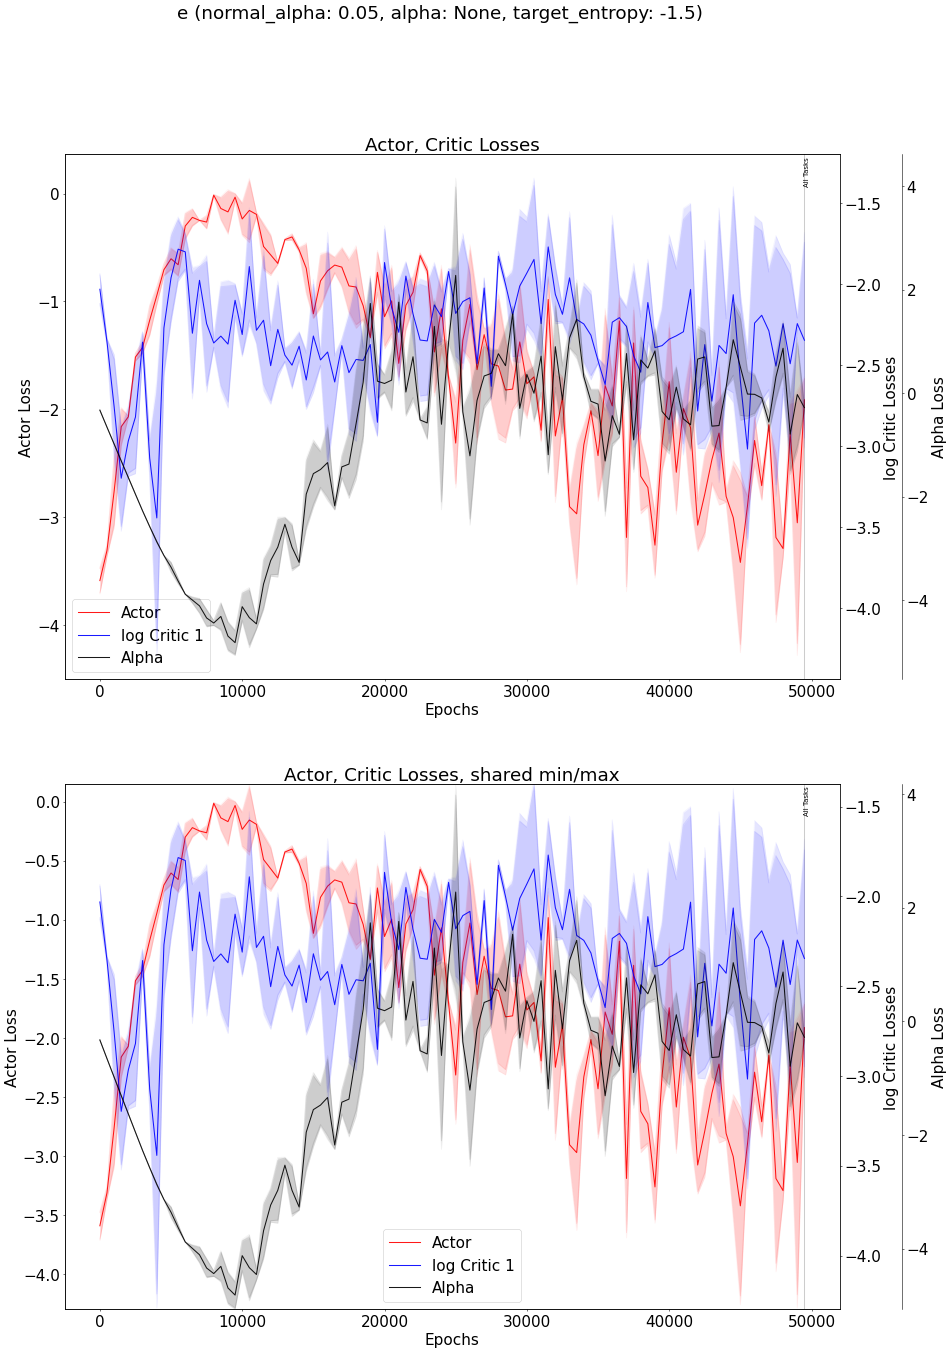 e (normal_alpha: 0.05, alpha: None, target_entropy: -1.5)
Actor, Critic Losses
All Tasks
0
−1
−2
−3
−4
Actor Loss
−1.5
−2.0
−2.5
−3.0
−3.5
−4.0
log Critic Losses
4
2
0
−2
−4
Alpha Loss
Actor
log Critic 1
Alpha
0
10000
20000
30000
40000
50000
Epochs
Actor, Critic Losses, shared min/max
All Tasks
0.0
−0.5
−1.0
−1.5
−2.0
−2.5
−3.0
−3.5
−4.0
Actor Loss
−1.5
−2.0
−2.5
−3.0
−3.5
−4.0
log Critic Losses
4
2
0
−2
−4
Alpha Loss
Actor
log Critic 1
Alpha
0
10000
20000
30000
40000
50000
Epochs